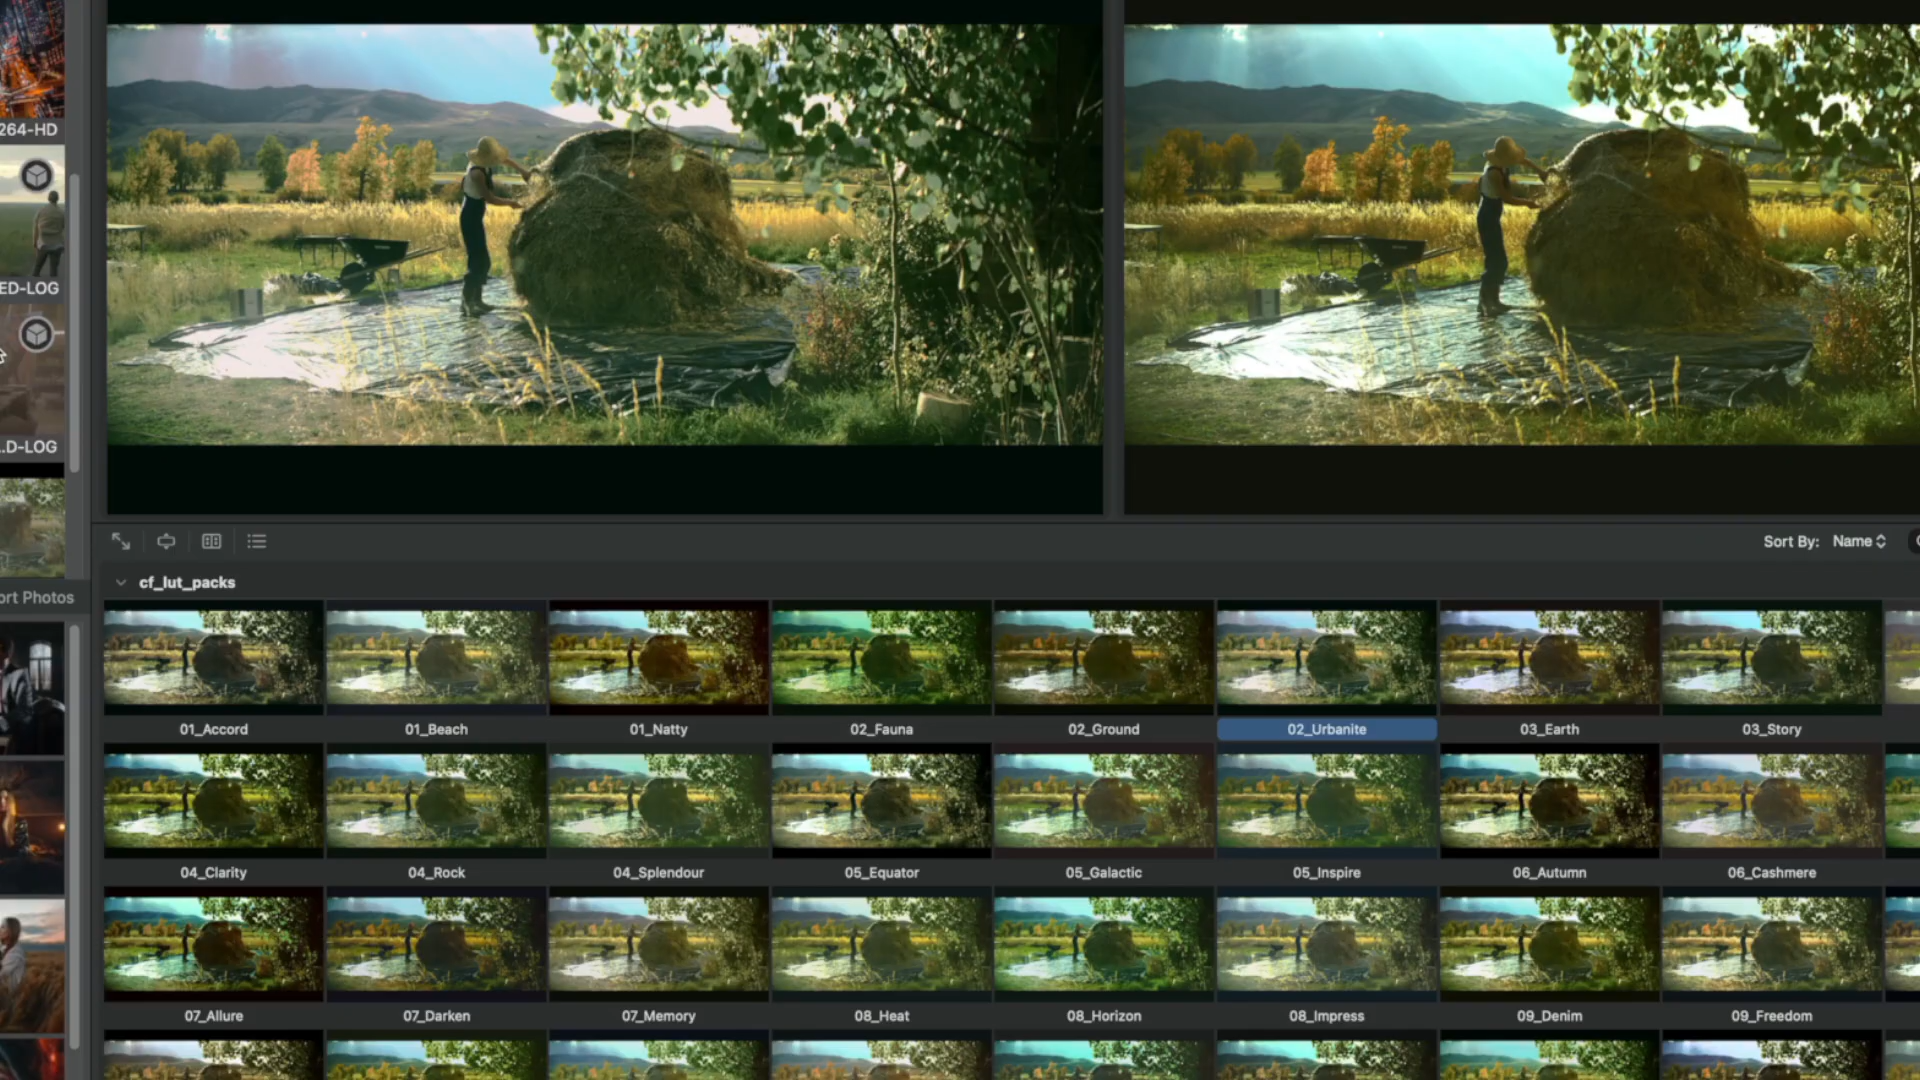 264-HD
ED-LOG
.D-LOG
ort Photos
Sort By: Name
cf_lut_packs
01_Accord 01_Beach 01_Natty 02_Fauna 02_Ground 02_Urbanite 03_Earth 03_Story
04_Clarity 04_Rock 04_Splendour 05_Equator 05_Galactic 05_Inspire 06_Autumn 06_Cashmere
07_Allure 07_Darken 07_Memory 08_Heat 08_Horizon 08_Impress 09_Denim 09_Freedom